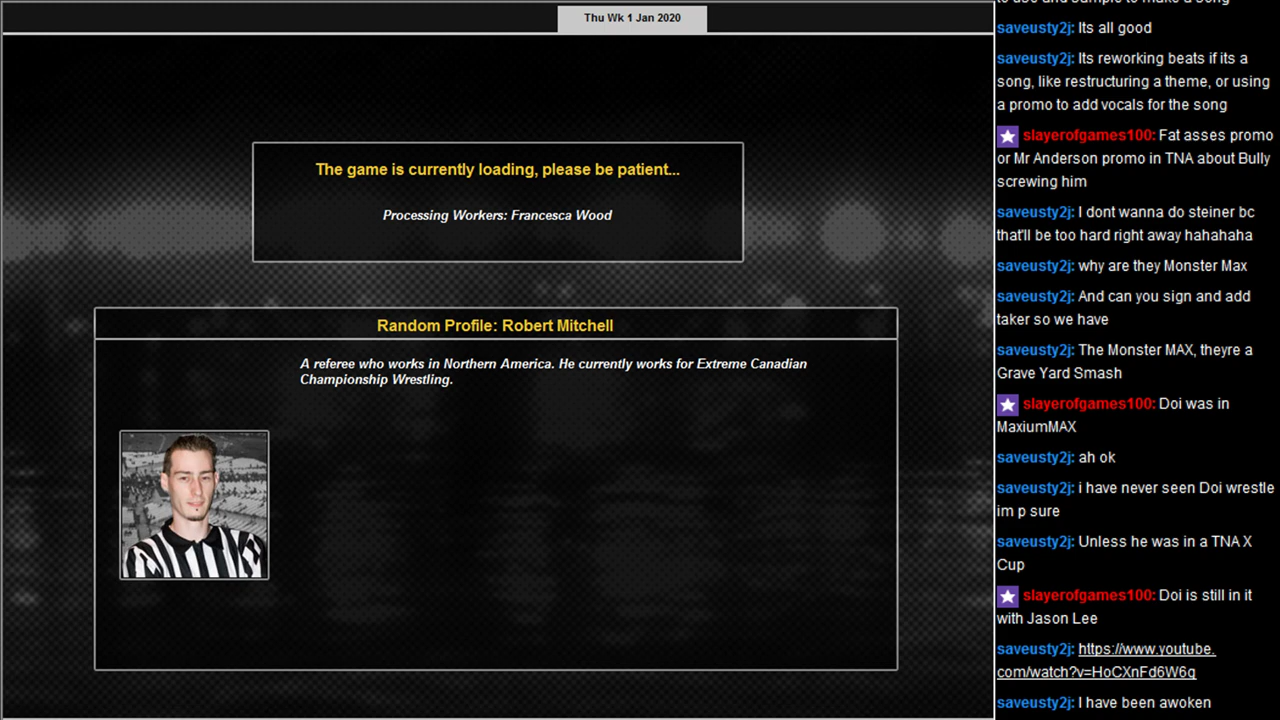 Thu Wk 1 Jan 2020
The game is currently loading, please be patient...
Processing Workers: Francesca Wood
Random Profile: Robert Mitchell
A referee who works in Northern America. He currently works for Extreme Canadian
Championship Wrestling.
to use and sample to make a song
saveusty2j: Its all good
saveusty2j: Its reworking beats if its a
song, like restructuring a theme, or using
a promo to add vocals for the song
slayerofgames100: Fat asses promo
or Mr Anderson promo in TNA about Bully
screwing him
saveusty2j: I dont wanna do steiner bc
that'll be too hard right away hahahaha
saveusty2j: why are they Monster Max
saveusty2j: And can you sign and add
taker so we have
saveusty2j: The Monster MAX, theyre a
Grave Yard Smash
slayerofgames100: Doi was in
MaxiumMAX
saveusty2j: ah ok
saveusty2j: i have never seen Doi wrestle
im p sure
saveusty2j: Unless he was in a TNA X
Cup
slayerofgames100: Doi is still in it
with Jason Lee
saveusty2j: https://www.youtube.
com/watch?v=HoCXnFd6W6g
saveusty2j: I have been awoken